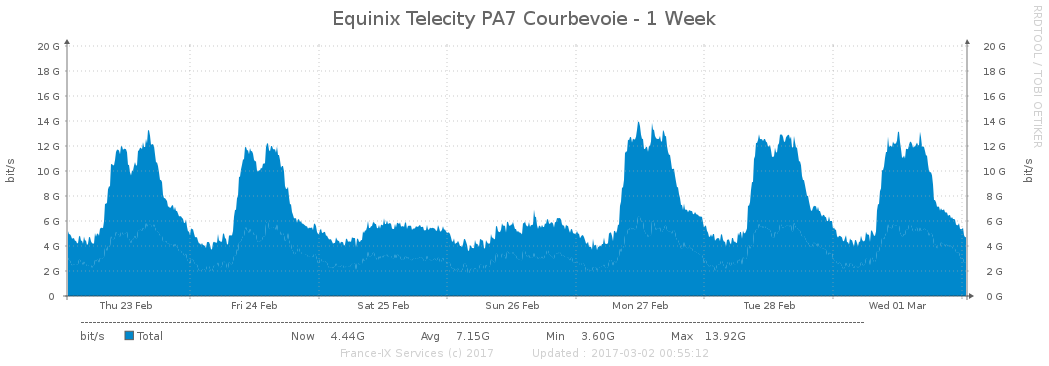 Equinix Telecity PA7 Courbevoie - 1 Week
RRDTOOL / TOBI OETIKER
bit/s
20 G
18 G
16 G
14 G
12 G
10 G
8 G
6 G
4 G
2 G
0
20 G
18 G
16 G
14 G
12 G
10 G
8 G
6 G
4 G
2 G
0 G
bit/s
Thu 23 Feb Fri 24 Feb Sat 25 Feb Sun 26 Feb Mon 27 Feb Tue 28 Feb Wed 01 Mar
bit/s Total Now 4.44G Avg 7.15G Min 3.60G Max 13.92G
France-IX Services (c) 2017 Updated : 2017-03-02 00:55:12